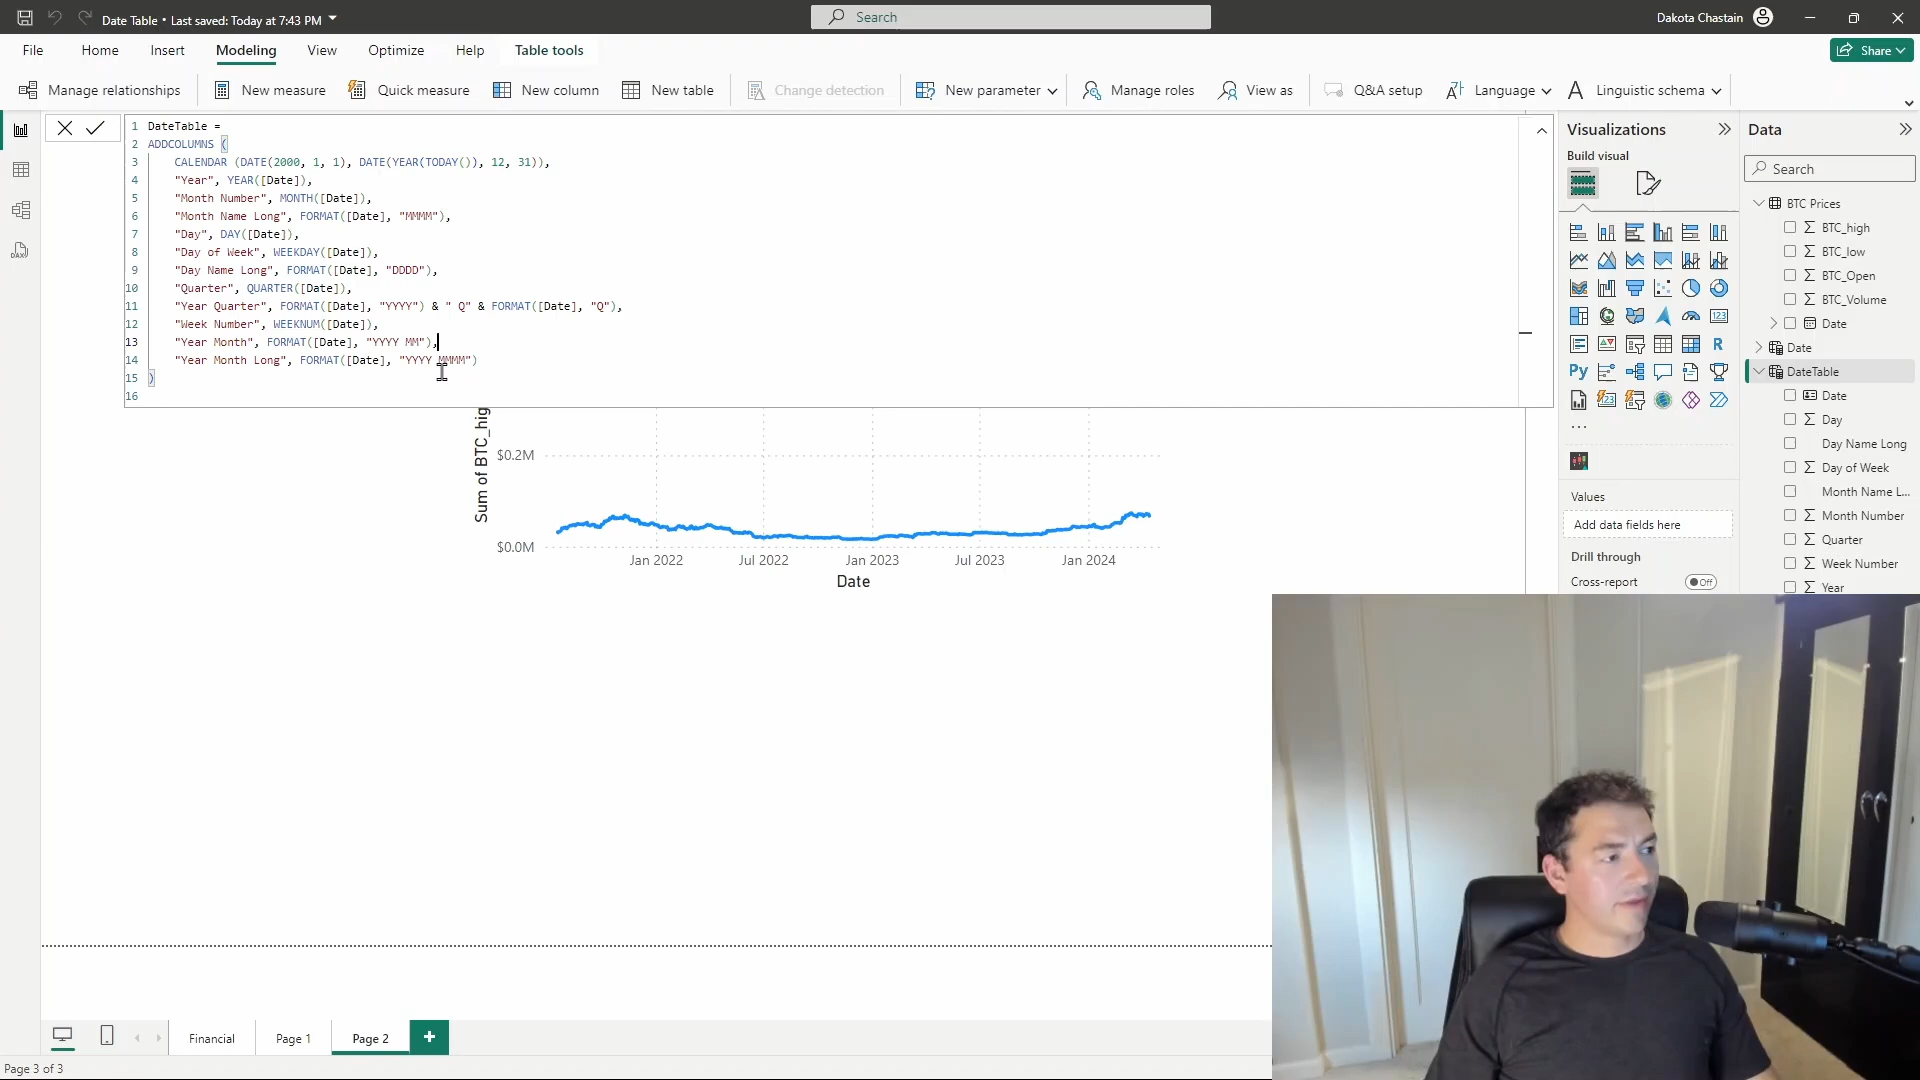 Date Table • Last saved: Today at 7:43 PM
Search
Dakota Chastain
File
Home
Insert
Modeling
View
Optimize
Help
Table tools
Share
Manage relationships
New measure
Quick measure
New column
New table
Change detection
New parameter
Manage roles
View as
Q&A setup
Language
Linguistic schema
1 DateTable =
2 ADDCOLUMNS (
3 CALENDAR (DATE(2000, 1, 1), DATE(YEAR(TODAY()), 12, 31)),
4 "Year", YEAR([Date]),
5 "Month Number", MONTH([Date]),
6 "Month Name Long", FORMAT([Date], "MMMM"),
7 "Day", DAY([Date]),
8 "Day of Week", WEEKDAY([Date]),
9 "Day Name Long", FORMAT([Date], "DDDD"),
10 "Quarter", QUARTER([Date]),
11 "Year Quarter", FORMAT([Date], "YYYY") & " Q" & FORMAT([Date], "Q"),
12 "Week Number", WEEKNUM([Date]),
13 "Year Month", FORMAT([Date], "YYYY MM"),
14 "Year Month Long", FORMAT([Date], "YYYY MMMM")
15 )
16
Sum of BTC_hig
$0.2M
$0.0M
Jan 2022
Jul 2022
Jan 2023
Jul 2023
Jan 2024
Date
Visualizations
Build visual
123
R
Py
Values
Add data fields here
Drill through
Cross-report
Off
Data
Search
BTC Prices
BTC_high
BTC_low
BTC_Open
BTC_Volume
Date
Date
DateTable
Date
Day
Day Name Long
Day of Week
Month Name L...
Month Number
Quarter
Week Number
Year
DAX
Financial
Page 1
Page 2
Page 3 of 3